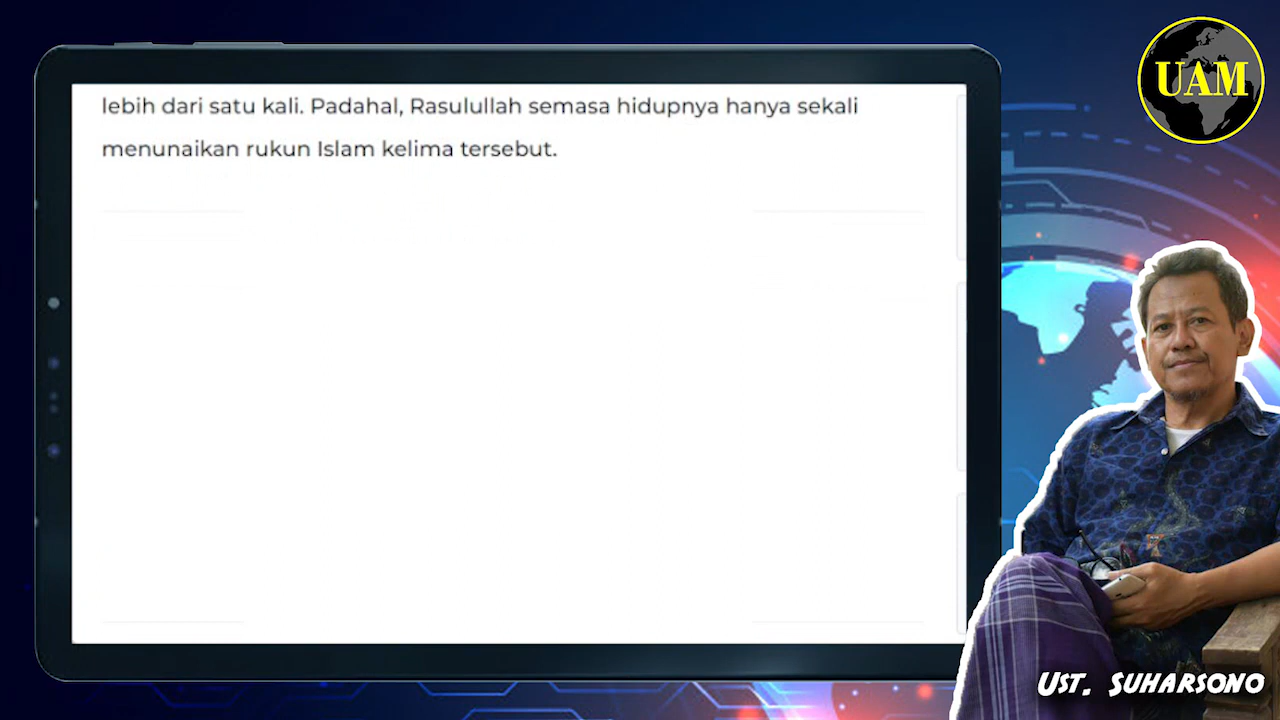 lebih dari satu kali. Padahal, Rasulullah semasa hidupnya hanya sekali
menunaikan rukun Islam kelima tersebut.
UAM
UST. SUHARSONO